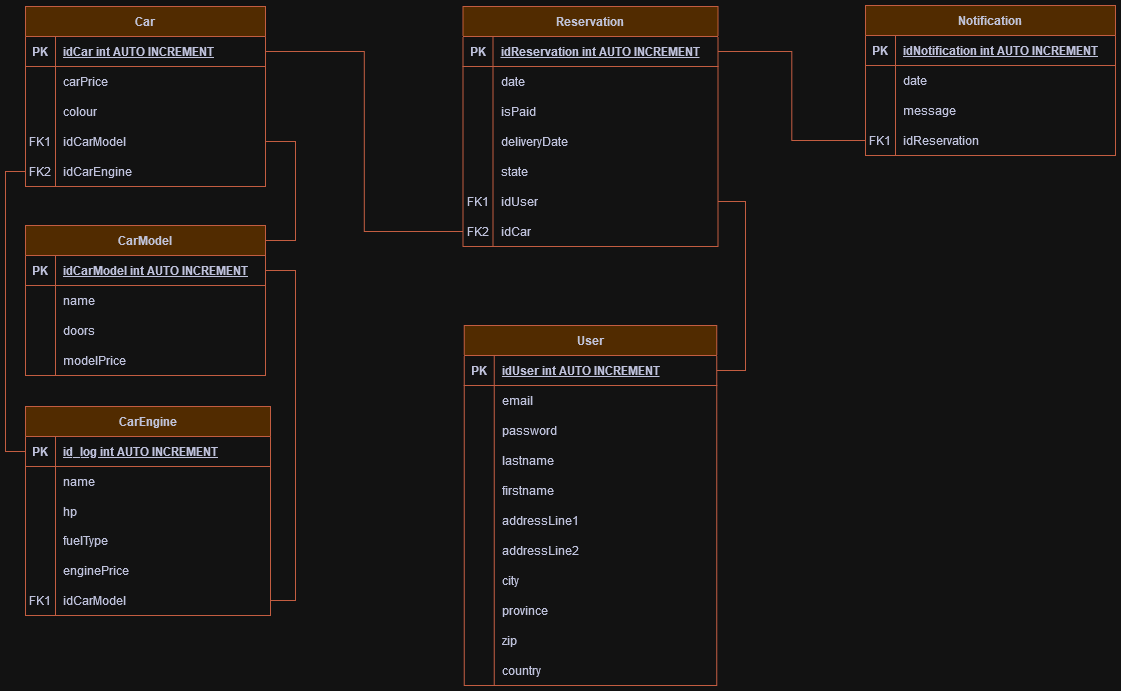 Car
PK idCar int AUTO INCREMENT
carPrice
colour
FK1 idCarModel
FK2 idCarEngine
CarModel
PK idCarModel int AUTO INCREMENT
name
doors
modelPrice
CarEngine
PK id_log int AUTO INCREMENT
name
hp
fuelType
enginePrice
FK1 idCarModel
Reservation
PK idReservation int AUTO INCREMENT
date
isPaid
deliveryDate
state
FK1 idUser
FK2 idCar
User
PK idUser int AUTO INCREMENT
email
password
lastname
firstname
addressLine1
addressLine2
city
province
zip
country
Notification
PK idNotification int AUTO INCREMENT
date
message
FK1 idReservation